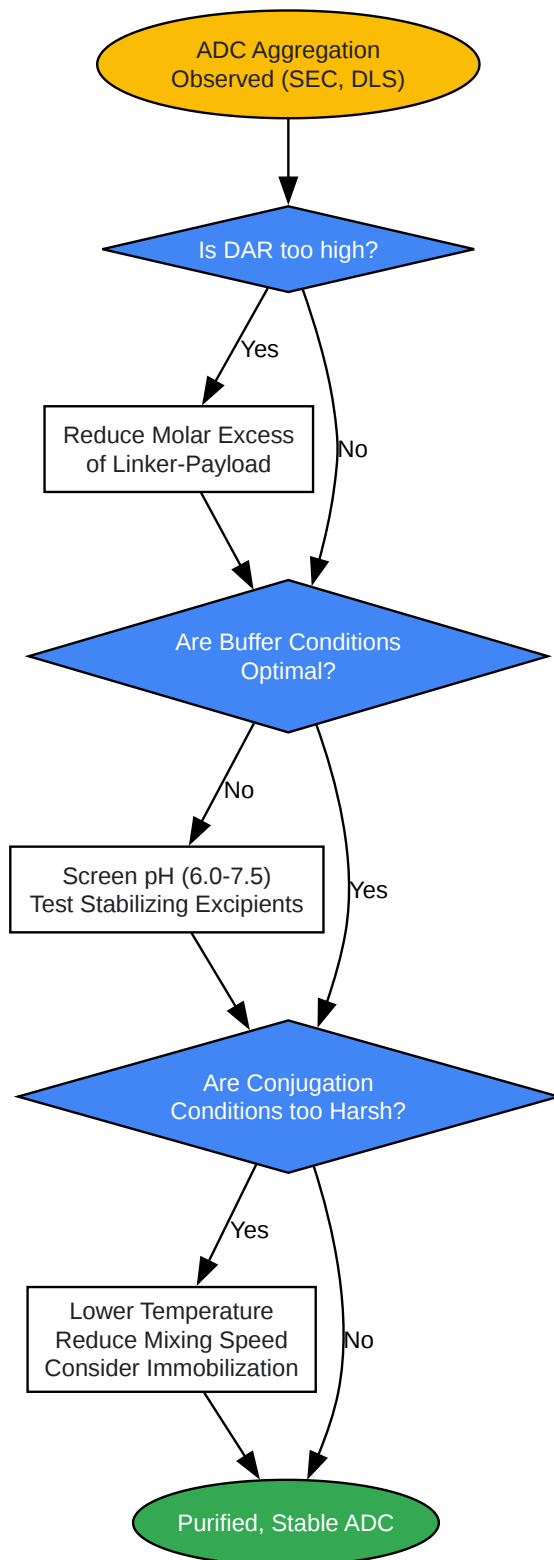 ADC Aggregation
Observed (SEC, DLS)
Is DAR too high?
Yes
Reduce Molar Excess
of Linker-Payload
No
Are Buffer Conditions
Optimal?
No
Screen pH (6.0-7.5)
Test Stabilizing Excipients
Yes
Are Conjugation
Conditions too Harsh?
Yes
Lower Temperature
Reduce Mixing Speed
Consider Immobilization
No
Purified, Stable ADC